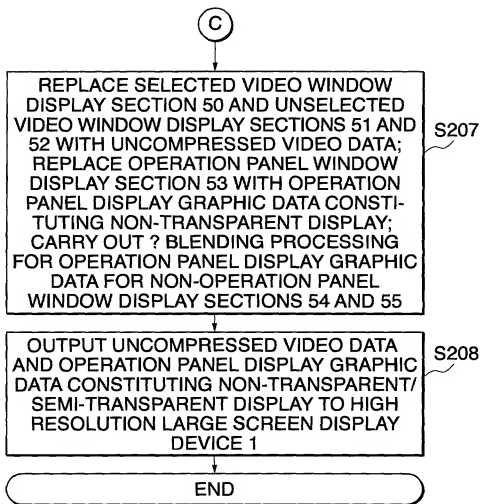 C
REPLACE SELECTED VIDEO WINDOW
DISPLAY SECTION 50 AND UNSELECTED
VIDEO WINDOW DISPLAY SECTIONS 51 AND
52 WITH UNCOMPRESSED VIDEO DATA;
REPLACE OPERATION PANEL WINDOW
DISPLAY SECTION 53 WITH OPERATION
PANEL DISPLAY GRAPHIC DATA CONSTI-
TUTING NON-TRANSPARENT DISPLAY;
CARRY OUT ? BLENDING PROCESSING
FOR OPERATION PANEL DISPLAY GRAPHIC
DATA FOR NON-OPERATION PANEL
WINDOW DISPLAY SECTIONS 54 AND 55
S207
OUTPUT UNCOMPRESSED VIDEO DATA
AND OPERATION PANEL DISPLAY GRAPHIC
DATA CONSTITUTING NON-TRANSPARENT/
SEMI-TRANSPARENT DISPLAY TO HIGH
RESOLUTION LARGE SCREEN DISPLAY
DEVICE 1
S208
END